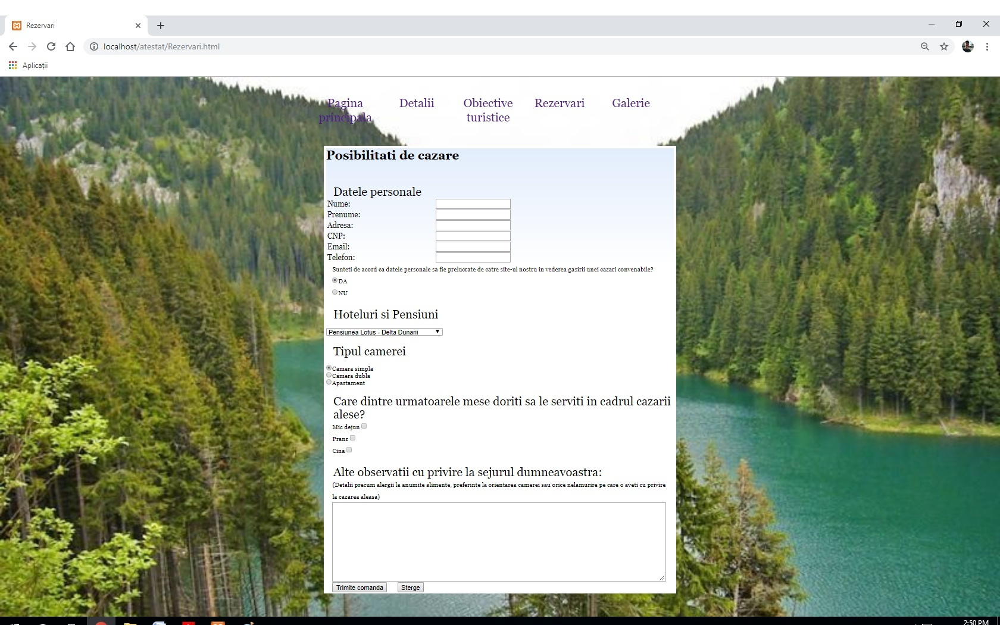 Rezervari
localhost/atestat/Rezervari.html
Aplicații
Pagina principala
Detalii
Obiective turistice
Rezervari
Galerie
Posibilitati de cazare
Datele personale
Nume:
Prenume:
Adresa:
CNP:
Email:
Telefon:
Sunteti de acord ca datele personale sa fie prelucrate de catre site-ul nostru in vederea gasirii unei cazari convenabile?
DA
NU
Hoteluri si Pensiuni
Pensiunea Lotus - Delta Dunarii
Tipul camerei
Camera simpla
Camera dubla
Apartament
Care dintre urmatoarele mese doriti sa le serviti in cadrul cazarii
alese?
Mic dejun
Pranz
Cina
Alte observatii cu privire la sejurul dumneavoastra:
(Detalii precum alergii la anumite alimente, preferinte la orientarea camerei sau orice nelamurire pe care o aveti cu privire
la cazarea aleasa)
Trimite comanda
Sterge
2:50 PM